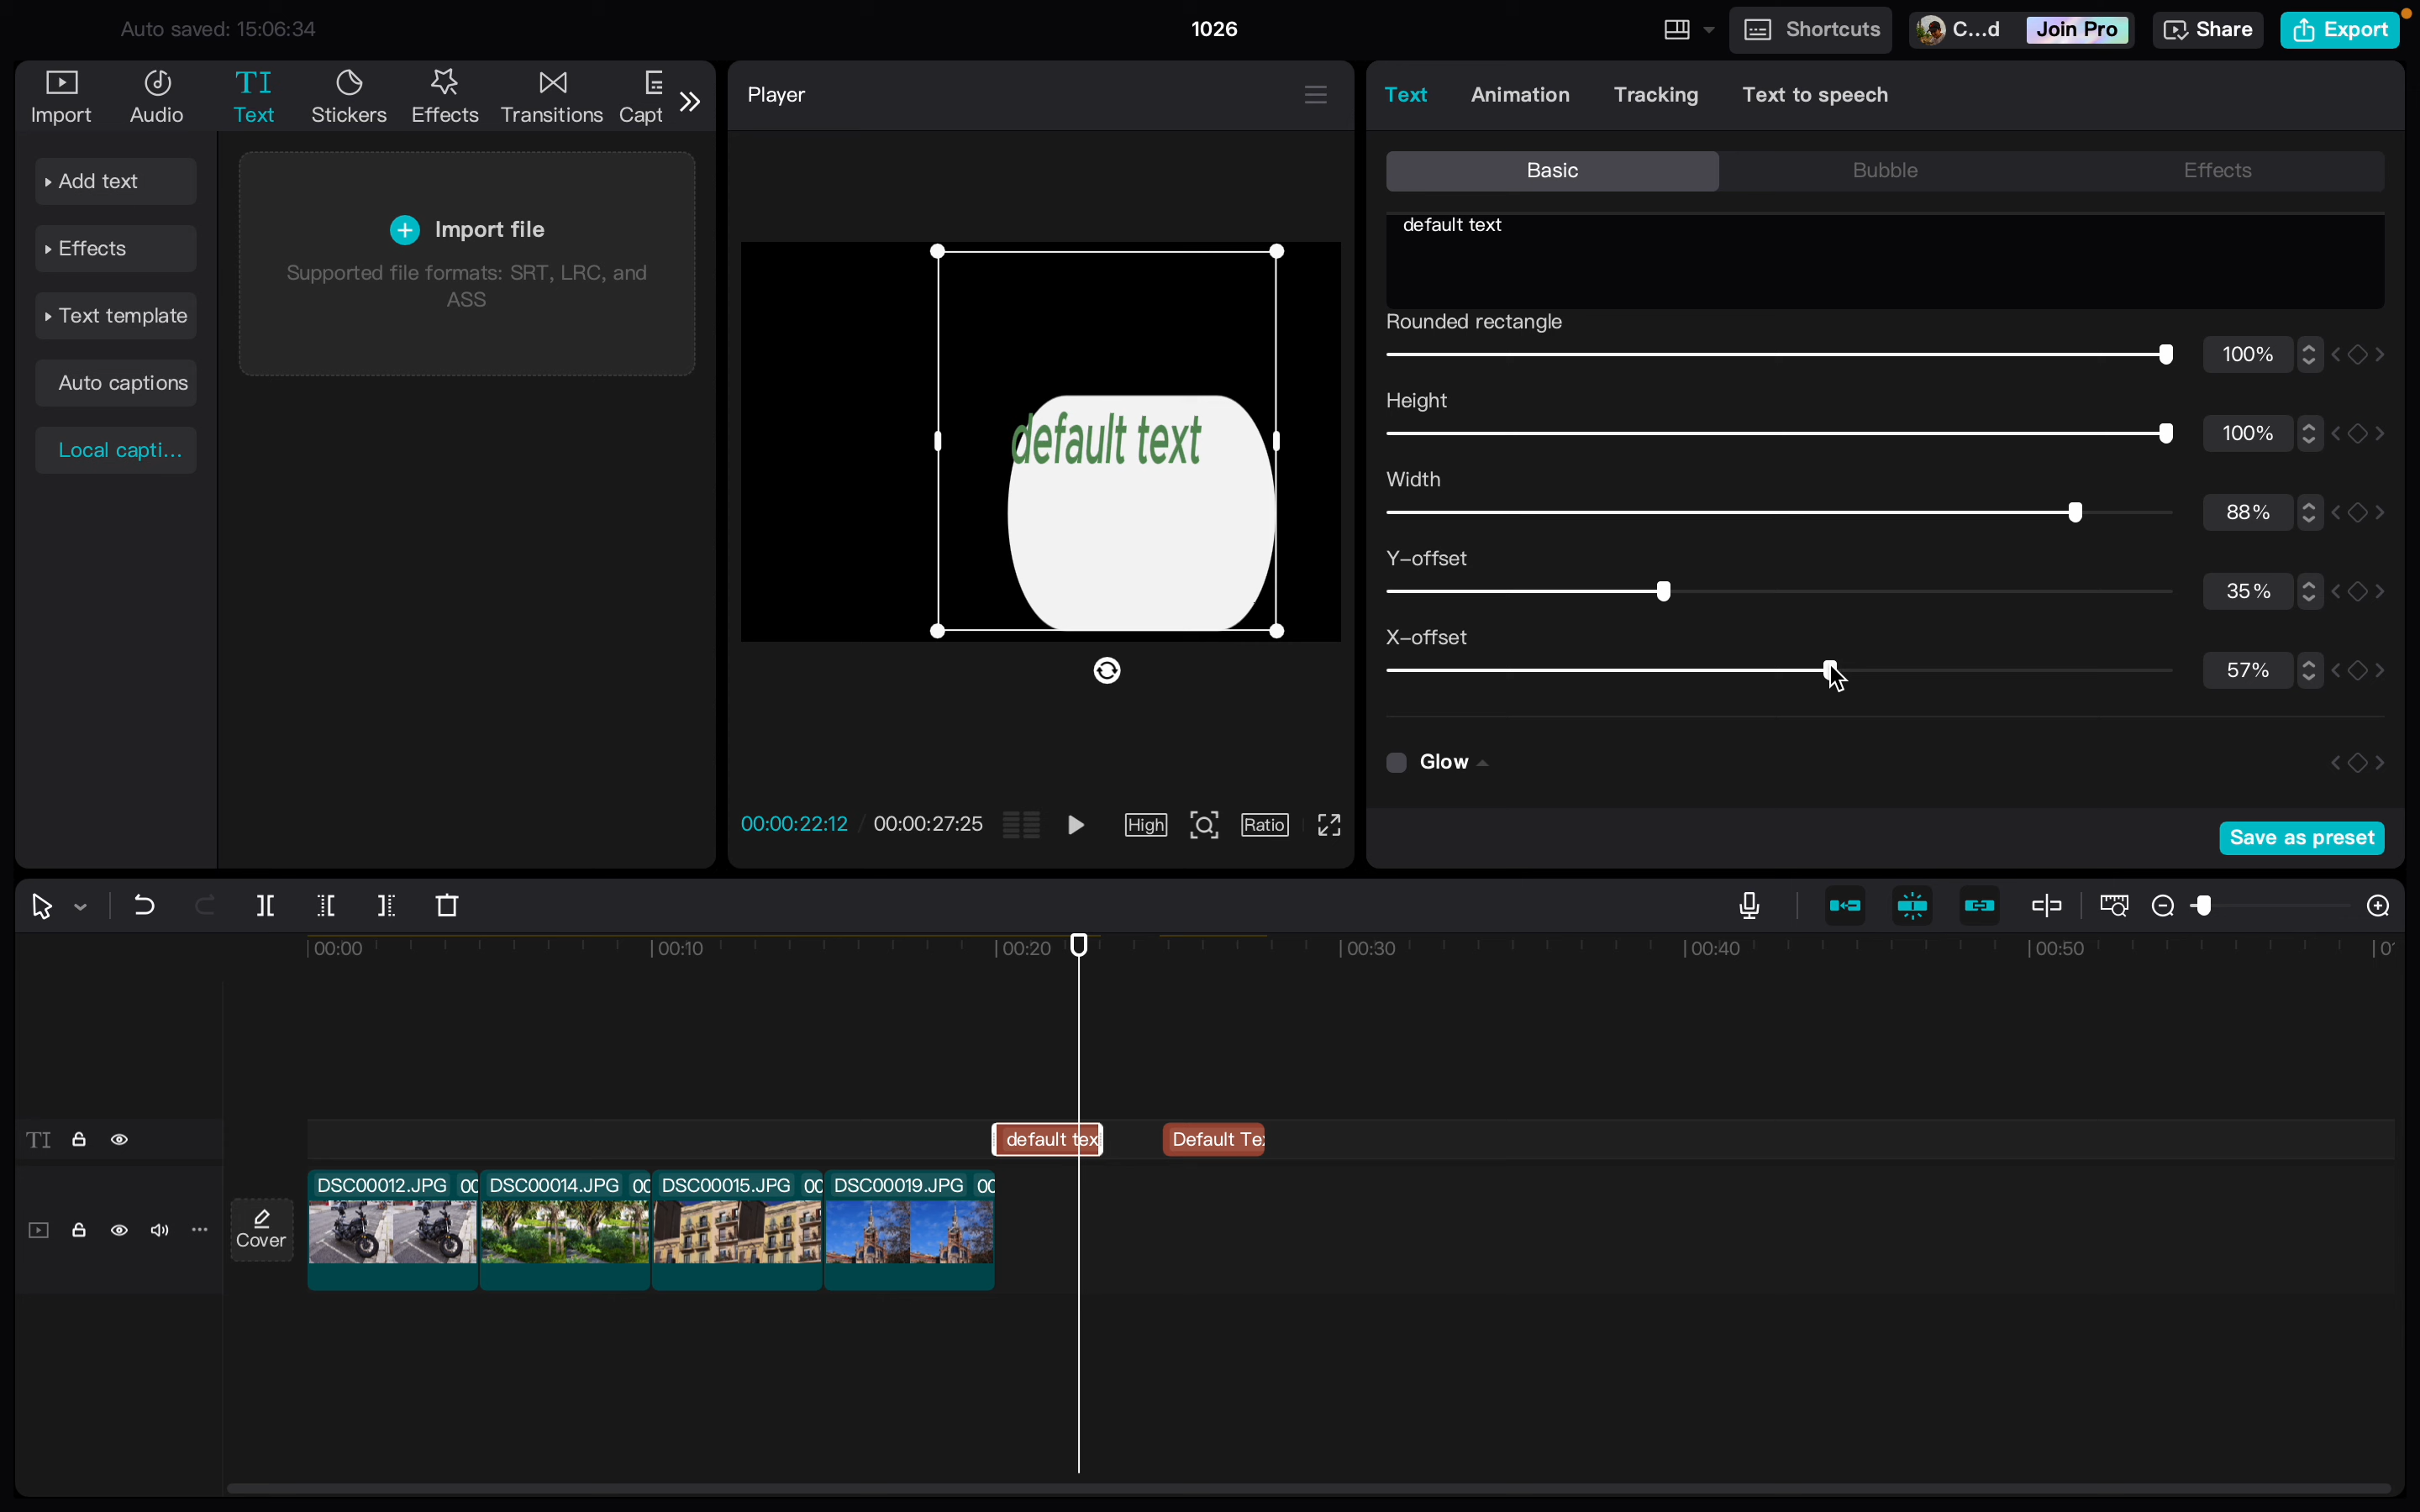 Auto saved: 15:06:34
1026
Shortcuts
C...d
Join Pro
Share
Export
Import
Audio
TI
Text
Stickers
Effects
Transitions
Capt
Add text
Effects
Text template
Auto captions
Local capti...
Import file
Supported file formats: SRT, LRC, and
ASS
Player
default text
00:00:22:12 / 00:00:27:25
High
Ratio
Text
Animation
Tracking
Text to speech
Basic
Bubble
Effects
default text
Rounded rectangle
100%
Height
100%
Width
88%
Y-offset
35%
X-offset
57%
Glow
Save as preset
00:00
00:10
00:20
00:30
00:40
00:50
TI
default tex
Default Te
Cover
DSC00012.JPG 00
DSC00014.JPG 00
DSC00015.JPG 00
DSC00019.JPG 00